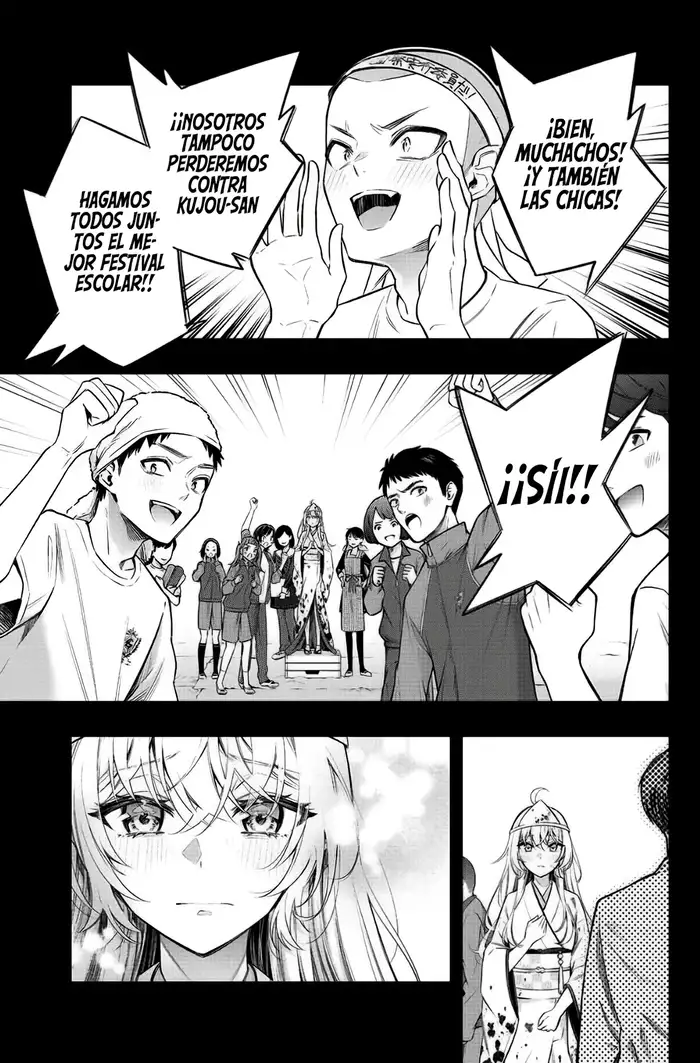 ¡BIEN,
MUCHACHOS!
¡Y TAMBIÉN
LAS CHICAS!
¡¡NOSOTROS
TAMPOCO
PERDEREMOS
CONTRA
KUJOU-SAN
HAGAMOS
TODOS JUN-
TOS EL ME-
JOR FESTIVAL
ESCOLAR!!
¡¡SÍ!!